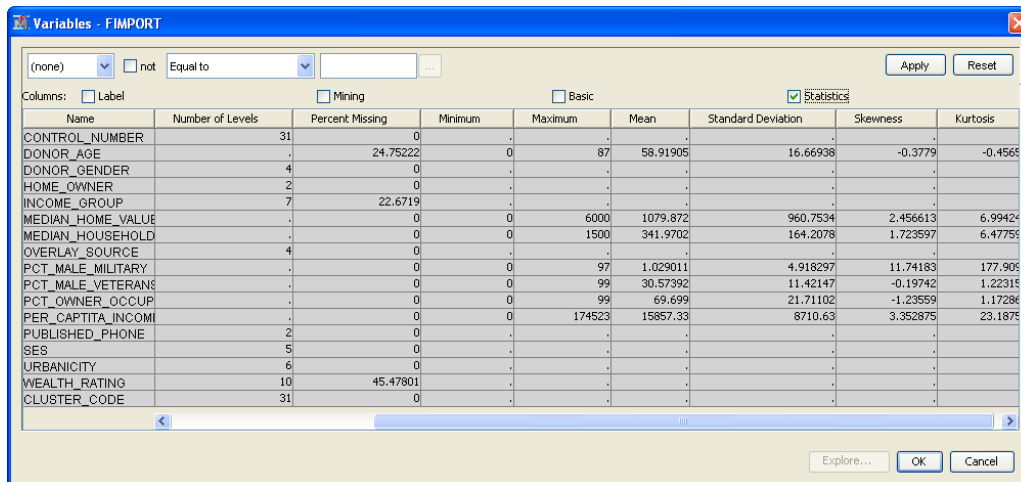 Variables - FIMPORT
(none) not Equal to ... Apply Reset
Columns: Label Mining Basic Statistics
Name Number of Levels Percent Missing Minimum Maximum Mean Standard Deviation Skewness Kurtosis
CONTROL_NUMBER 31 0 . . . . . .
DONOR_AGE . 24.75222 0 87 58.91905 16.66938 -0.3779 -0.4565
DONOR_GENDER 4 0 . . . . . .
HOME_OWNER 2 0 . . . . . .
INCOME_GROUP 7 22.6719 . . . . . .
MEDIAN_HOME_VALUE . 0 0 6000 1079.872 960.7534 2.456613 6.99424
MEDIAN_HOUSEHOLD . 0 0 1500 341.9702 164.2078 1.723597 6.47759
OVERLAY_SOURCE 4 0 . . . . . .
PCT_MALE_MILITARY . 0 0 97 1.029011 4.918297 11.74183 177.909
PCT_MALE_VETERANS . 0 0 99 30.57392 11.42147 -0.19742 1.22315
PCT_OWNER_OCCUP . 0 0 99 69.699 21.71102 -1.23559 1.17286
PER_CAPTITA_INCOM . 0 0 174523 15857.33 8710.63 3.352875 23.1875
PUBLISHED_PHONE 2 0 . . . . . .
SES 5 0 . . . . . .
URBANICITY 6 0 . . . . . .
WEALTH_RATING 10 45.47801 . . . . . .
CLUSTER_CODE 31 0 . . . . . .
Explore... OK Cancel